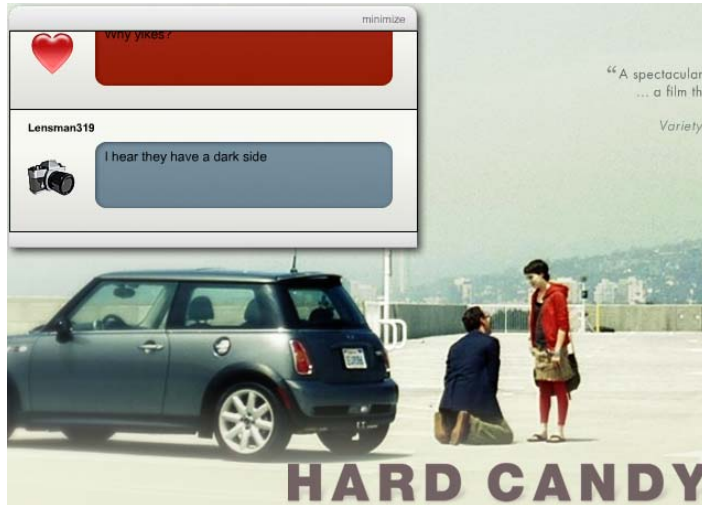 minimize
Why yikes?
Lensman319
I hear they have a dark side
“A spectacular
... a film th
Variety
HARD CANDY